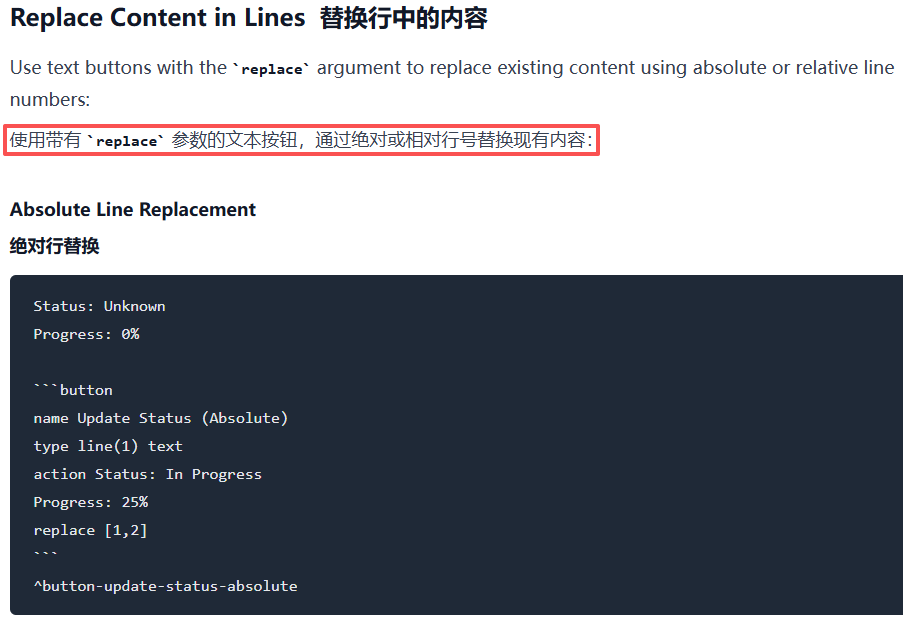 Replace Content in Lines 替换行中的内容
Use text buttons with the `replace` argument to replace existing content using absolute or relative line
numbers:
使用带有 `replace` 参数的文本按钮，通过绝对或相对行号替换现有内容：
Absolute Line Replacement
绝对行替换
Status: Unknown
Progress: 0%
```button
name Update Status (Absolute)
type line(1) text
action Status: In Progress
Progress: 25%
replace [1,2]
```
^button-update-status-absolute